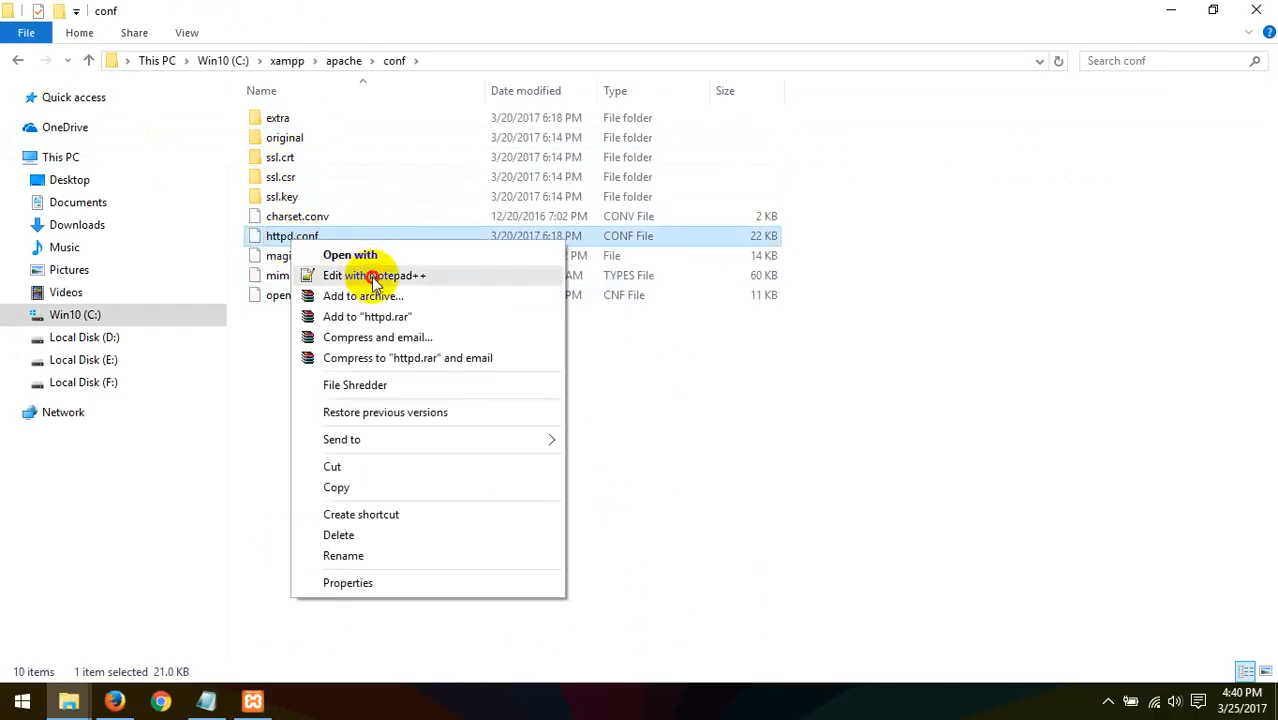 conf
File Home Share View
This PC Win10 (C:) xampp apache conf
Search conf
Name Date modified Type Size
Quick access
OneDrive
This PC
Desktop
Documents
Downloads
Music
Pictures
Videos
Win10 (C:)
Local Disk (D:)
Local Disk (E:)
Local Disk (F:)
Network
extra 3/20/2017 6:18 PM File folder
original 3/20/2017 6:14 PM File folder
ssl.crt 3/20/2017 6:14 PM File folder
ssl.csr 3/20/2017 6:14 PM File folder
ssl.key 3/20/2017 6:14 PM File folder
charset.conv 12/20/2016 7:02 PM CONV File 2 KB
httpd.conf 3/20/2017 6:18 PM CONF File 22 KB
magi PM File 14 KB
mim AM TYPES File 60 KB
open PM CNF File 11 KB
Open with
Edit with Notepad++
Add to archive...
Add to "httpd.rar"
Compress and email...
Compress to "httpd.rar" and email
File Shredder
Restore previous versions
Send to
Cut
Copy
Create shortcut
Delete
Rename
Properties
10 items 1 item selected 21.0 KB
4:40 PM
3/25/2017